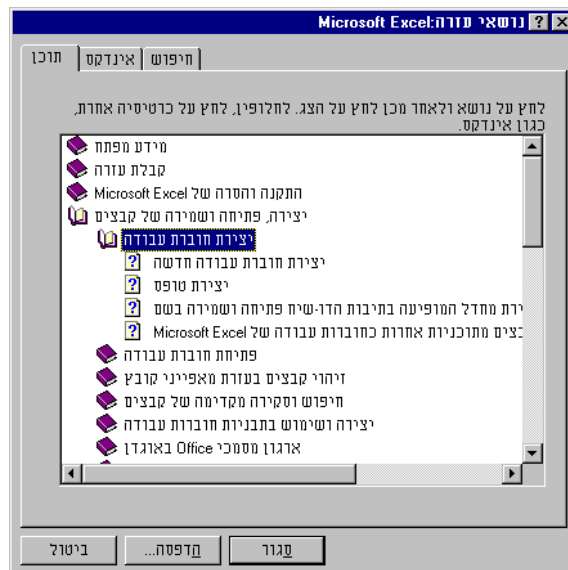 נושאי עזרה:Microsoft Excel
תוכן
אינדקס
חיפוש
לחץ על נושא ולאחר מכן לחץ על הצג. לחלופין, לחץ על כרטיסיה אחרת,
כגון אינדקס.
מידע מפתח
קבלת עזרה
התקנה והסרה של Microsoft Excel
יצירה, פתיחה ושמירה של קבצים
יצירת חוברת עבודה
יצירת חוברת עבודה חדשה
יצירת טופס
ירת מחדל המופיעה בתיבות הדו-שיח פתיחה ושמירה בשם
בצים מתוכניות אחרות כחוברות עבודה של Microsoft Excel
פתיחת חוברת עבודה
זיהוי קבצים בעזרת מאפייני קובץ
חיפוש וסקירה מקדימה של קבצים
יצירה ושימוש בתבניות חוברות עבודה
ארגון מסמכי Office באוגדן
סגור
הדפסה...
ביטול